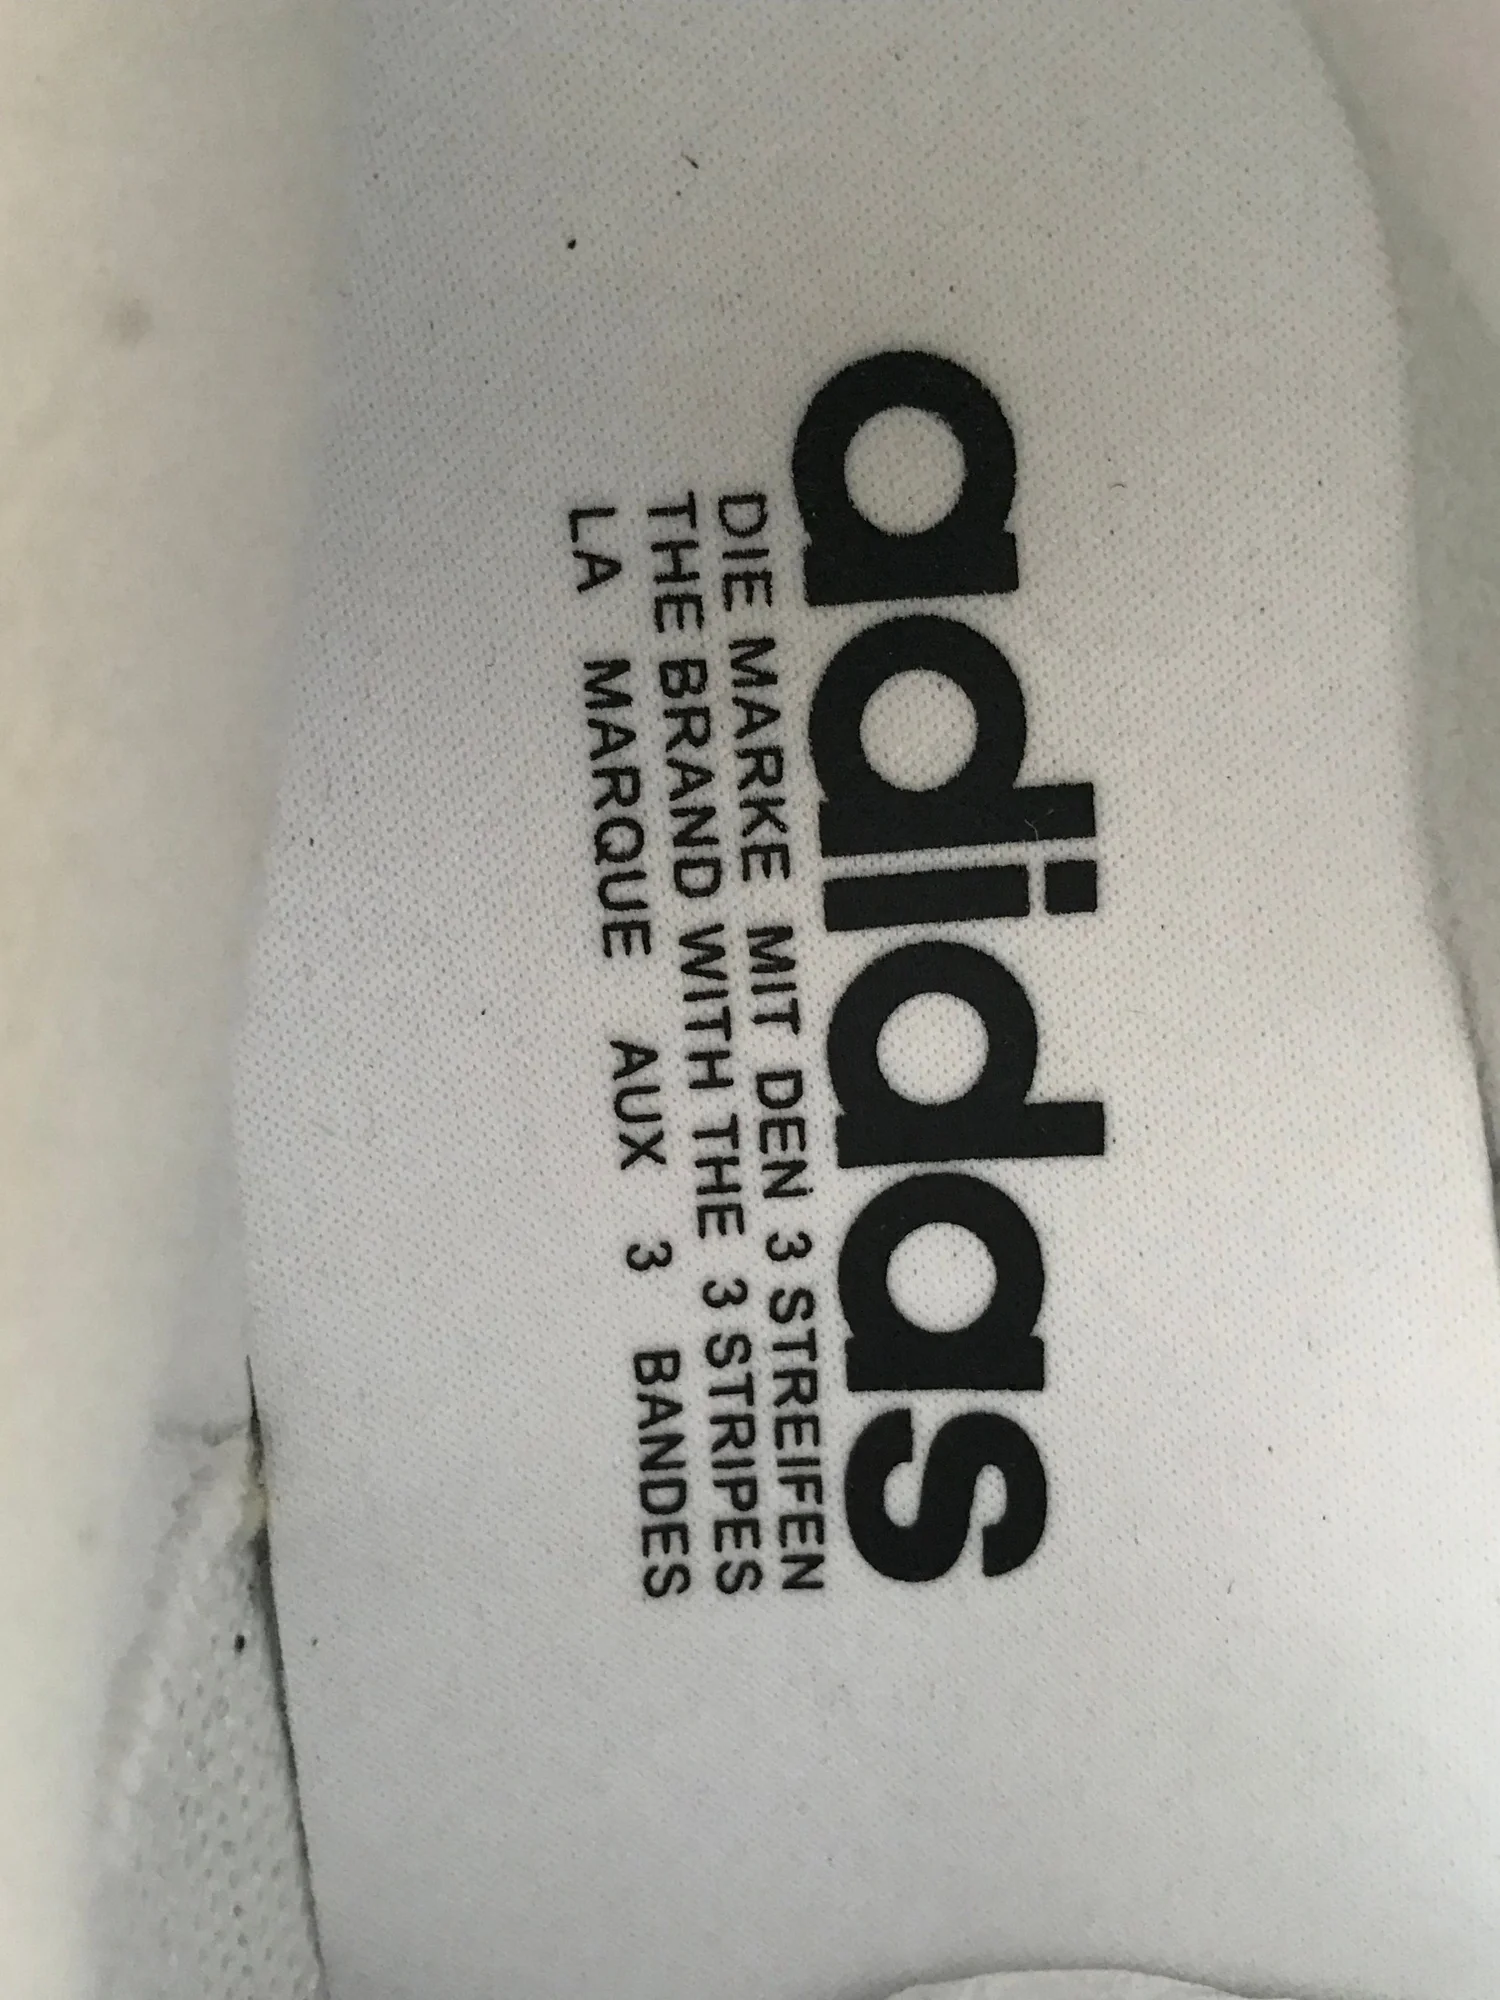 adidas
DIE MARKE MIT DEN 3 STREIFEN
THE BRAND WITH THE 3 STRIPES
LA MARQUE AUX 3 BANDES